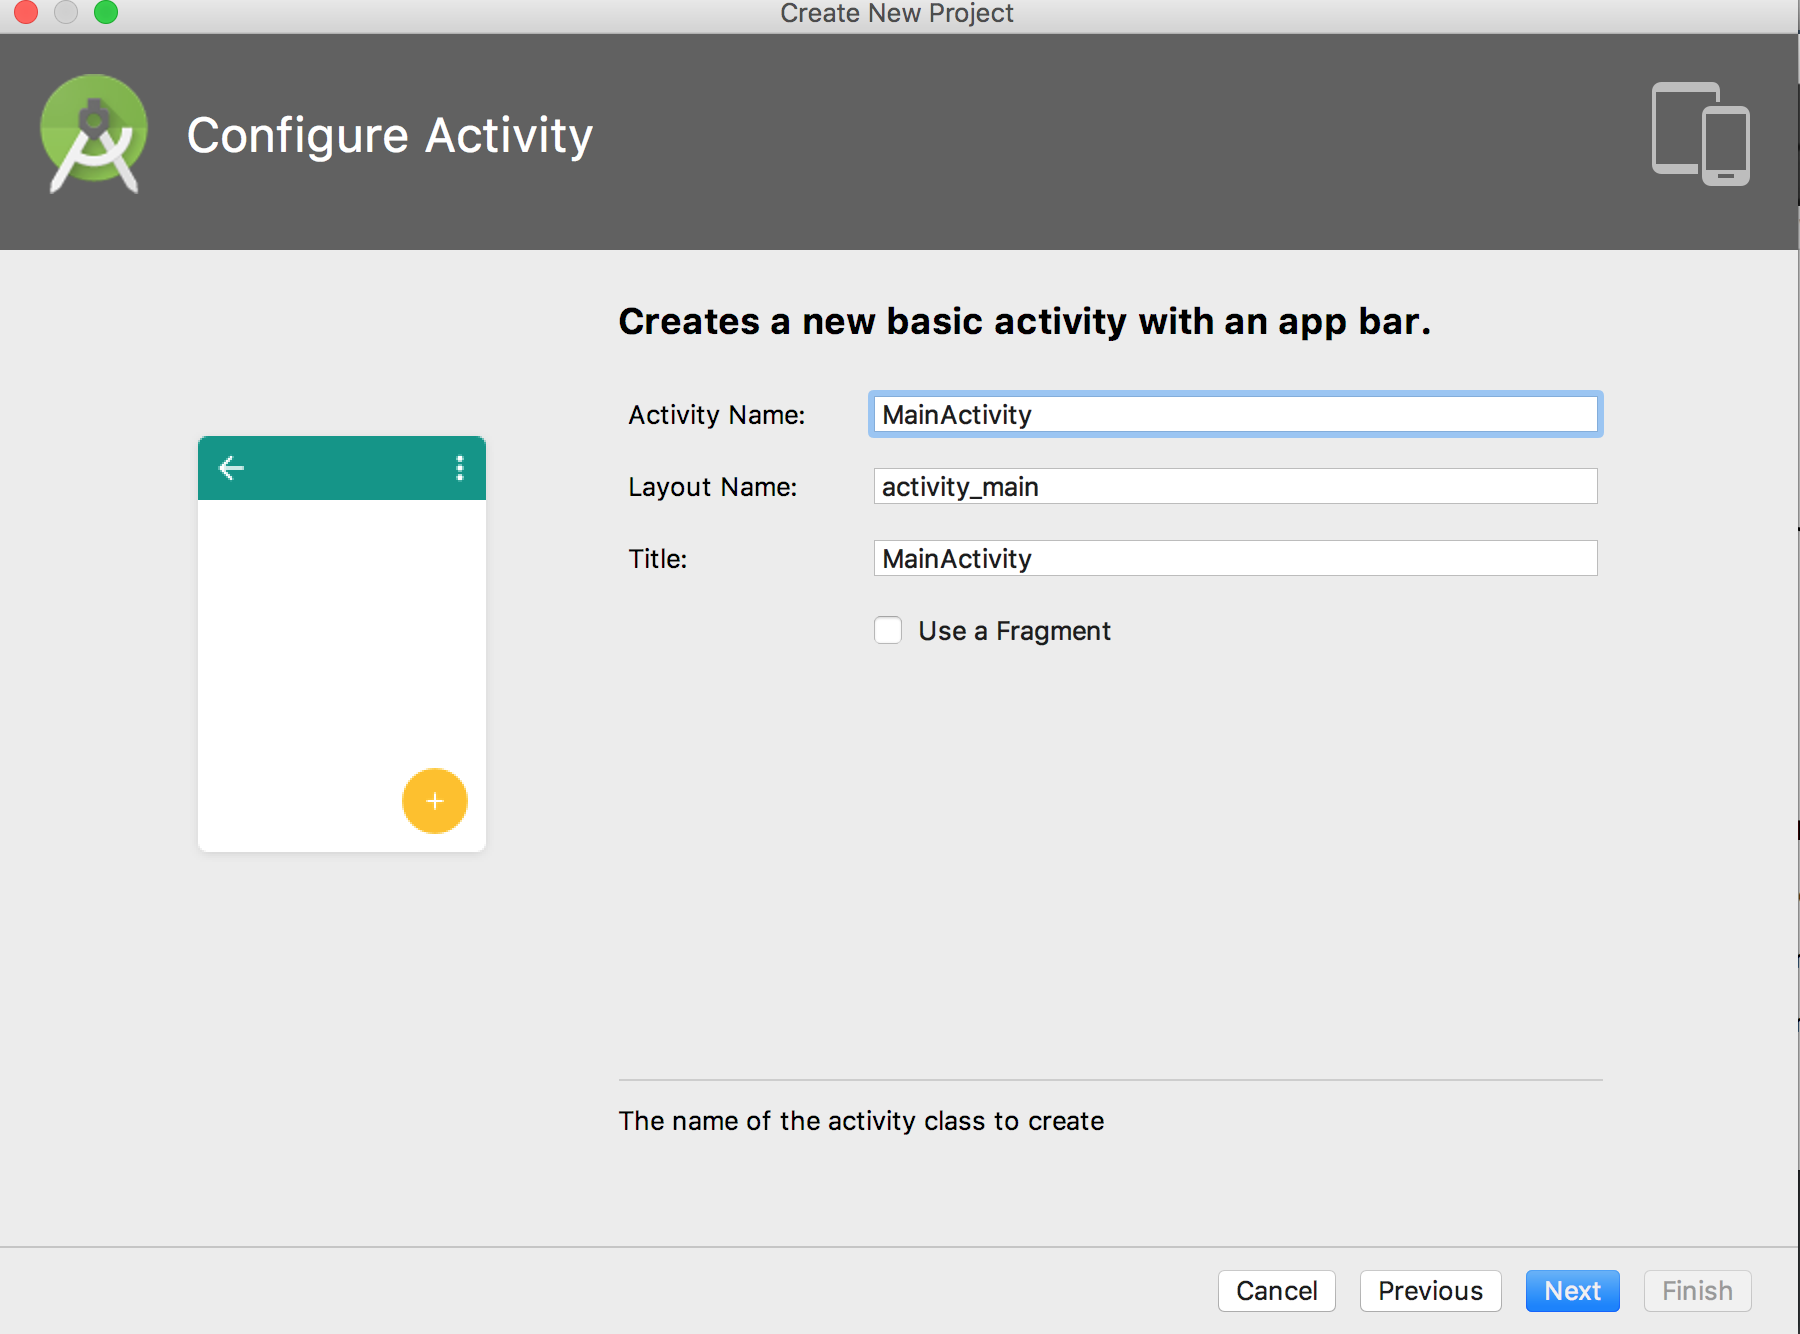 Create New Project
Configure Activity
Creates a new basic activity with an app bar.
Activity Name: MainActivity
Layout Name: activity_main
Title: MainActivity
Use a Fragment
The name of the activity class to create
Cancel Previous Next Finish